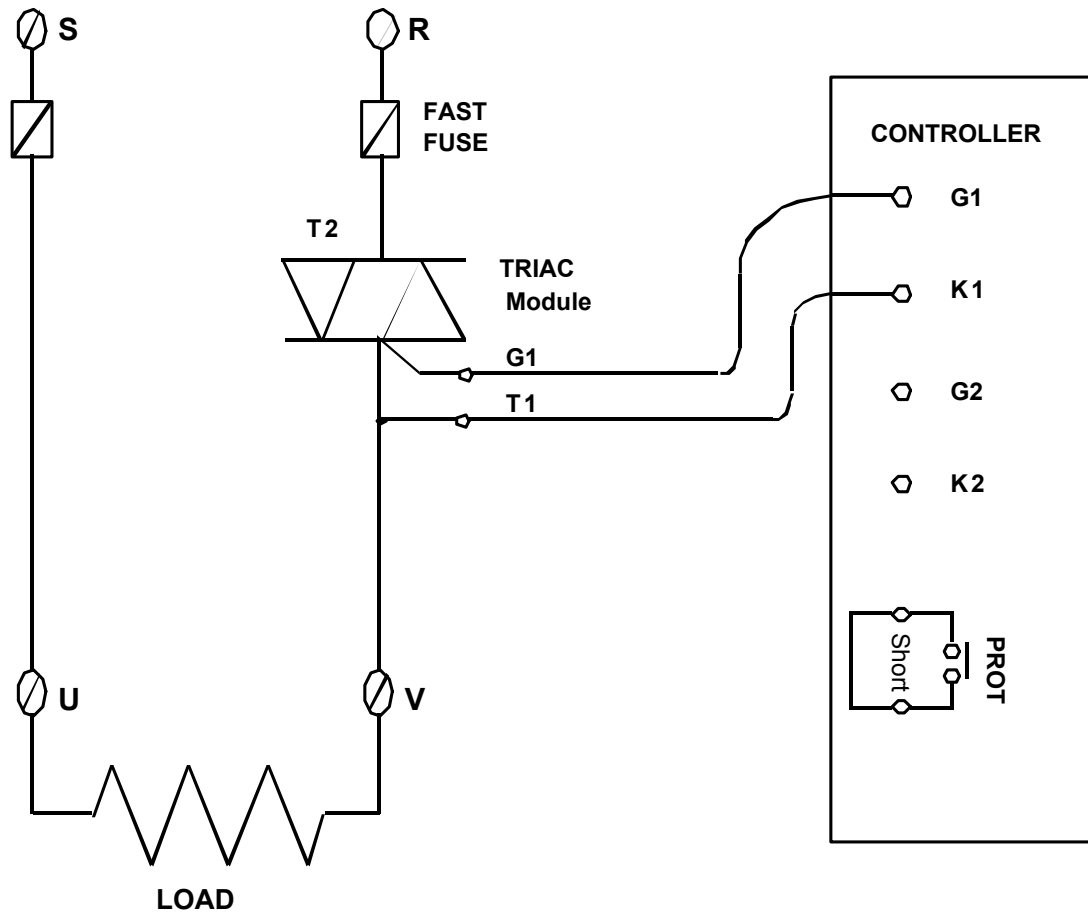 S
R
FAST
FUSE
CONTROLLER
G1
T2
TRIAC
Module
K1
G1
T1
G2
K2
Short
PROT
U
V
LOAD